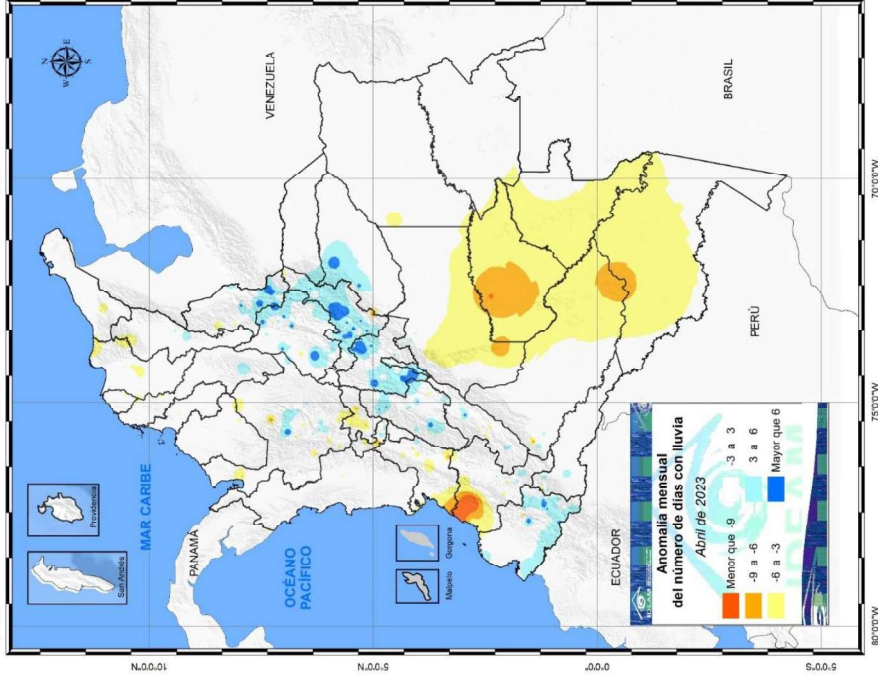 N
W E
S
Providencia
San Andrés
MAR CARIBE
PANAMÁ
VENEZUELA
OCÉANO
PACÍFICO
Malpelo
Gorgona
ECUADOR
PERÚ
BRASIL
IDEAM
Anomalía mensual
del número de días con lluvia
Abril de 2023
Menor que -9
-9 a -6
-6 a -3
-3 a 3
3 a 6
Mayor que 6
10°0'0"N
5°0'0"N
0°0'0"
5°0'0"S
80°0'0"W
75°0'0"W
70°0'0"W